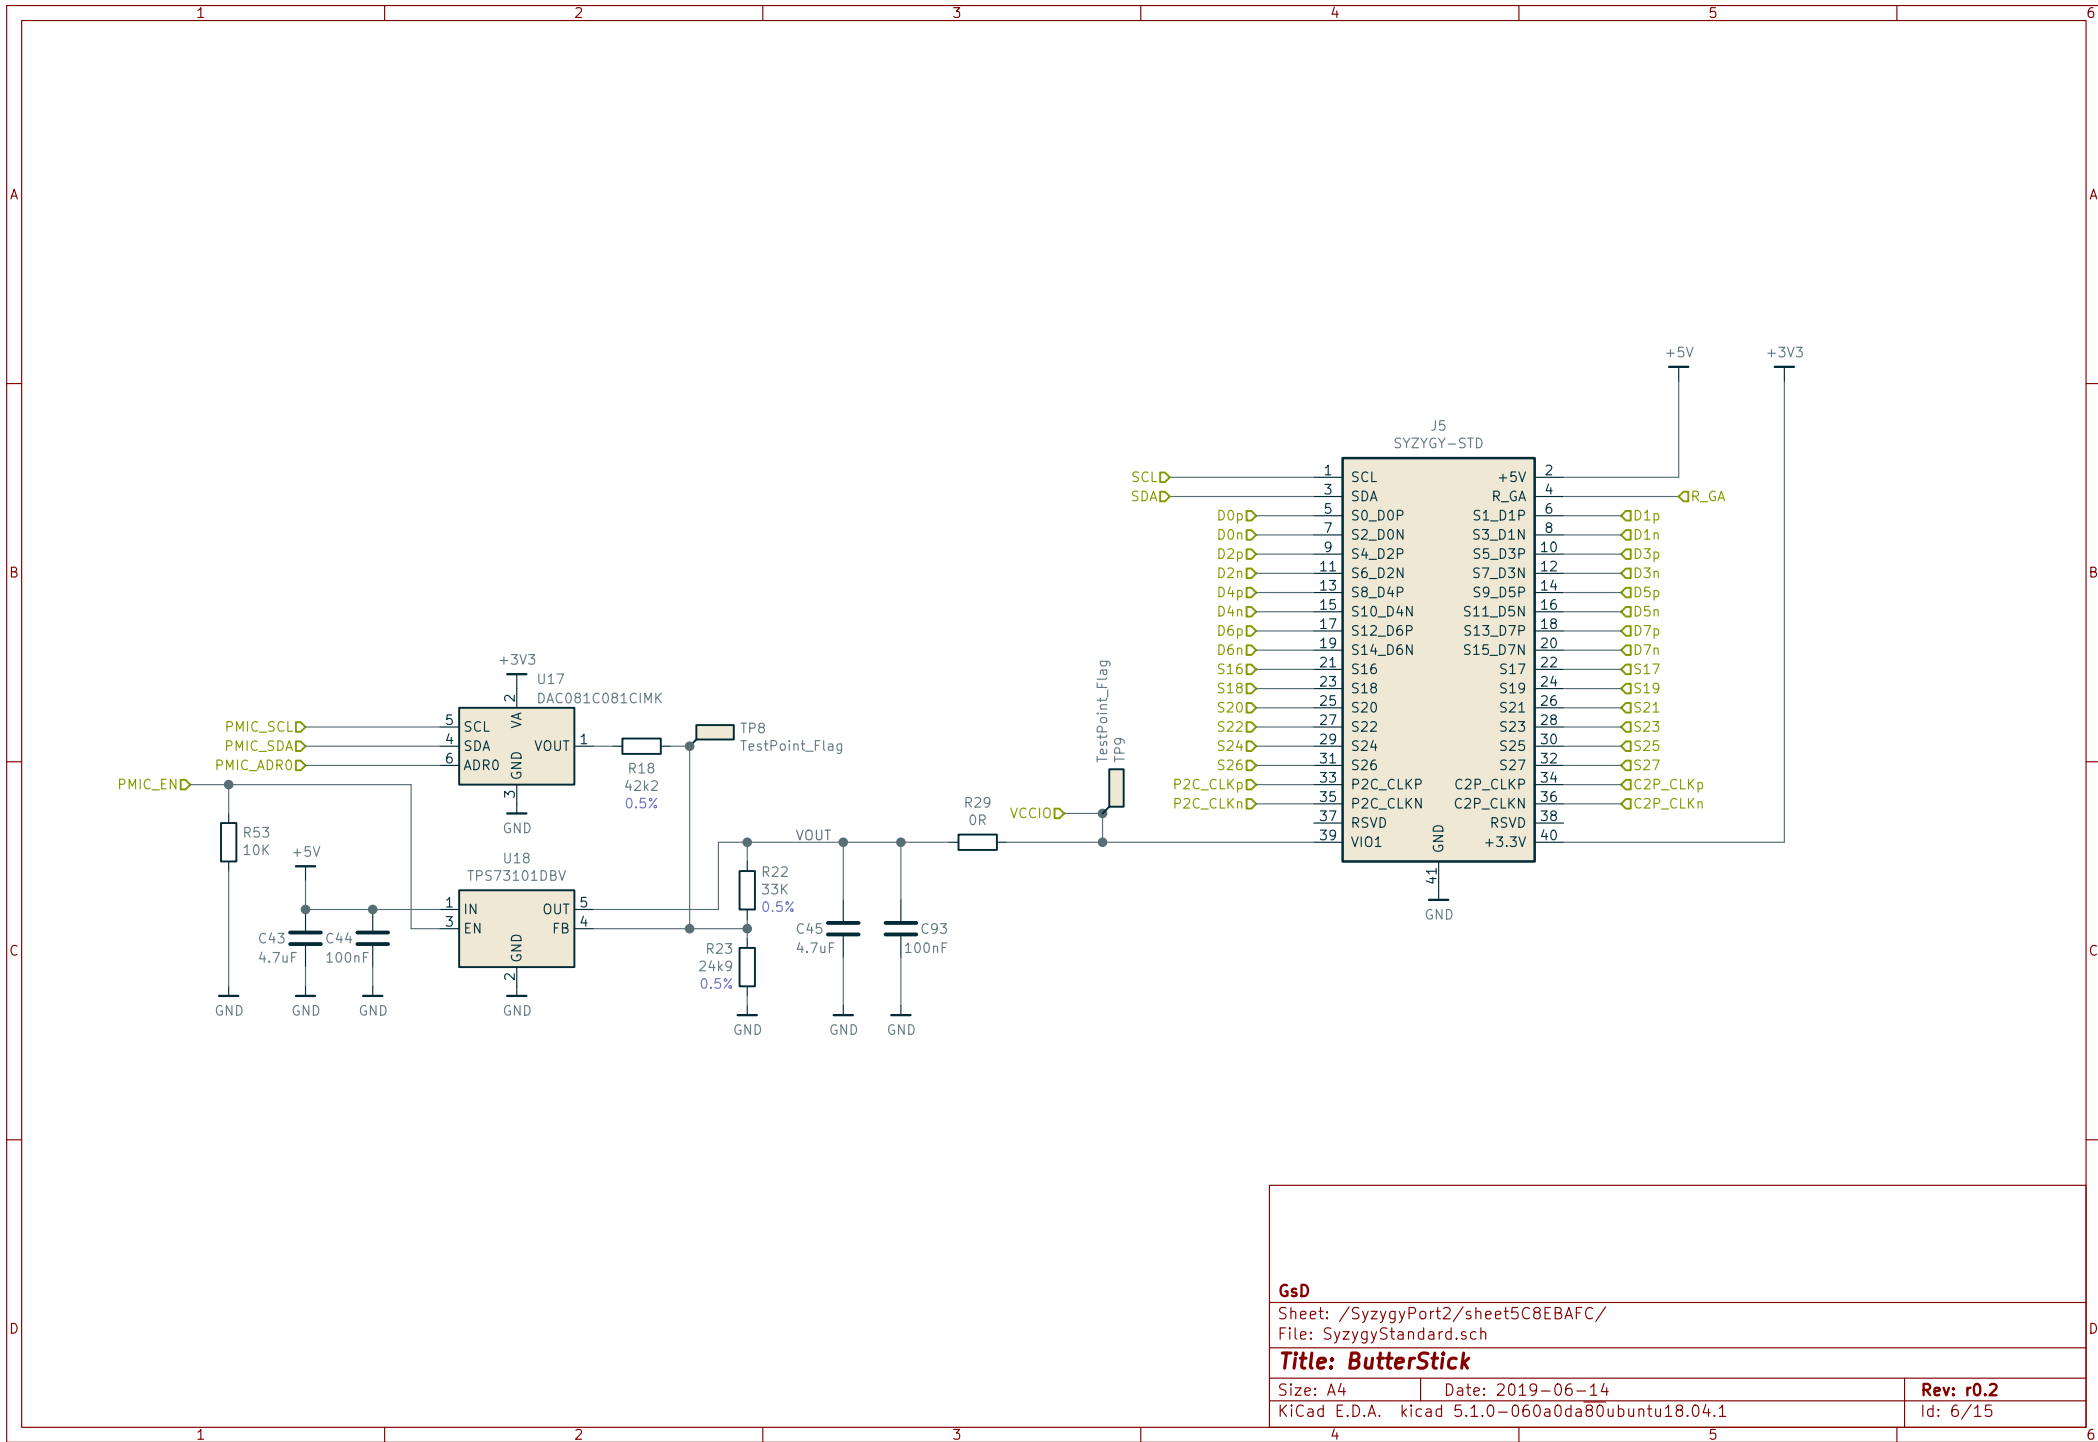 1 2 3 4 5 6
A A
+5V +3V3
J5
SYZYGY-STD
SCL 1 SCL +5V 2
SDA 3 SDA R_GA 4 R_GA
D0p 5 S0_D0P S1_D1P 6 D1p
D0n 7 S2_D0N S3_D1N 8 D1n
D2p 9 S4_D2P S5_D3P 10 D3p
B D2n 11 S6_D2N S7_D3N 12 D3n B
D4p 13 S8_D4P S9_D5P 14 D5p
D4n 15 S10_D4N S11_D5N 16 D5n
D6p 17 S12_D6P S13_D7P 18 D7p
D6n 19 S14_D6N S15_D7N 20 D7n
S16 21 S16 S17 22 S17
S18 23 S18 S19 24 S19
S20 25 S20 S21 26 S21
S22 27 S22 S23 28 S23
S24 29 S24 S25 30 S25
S26 31 S26 S27 32 S27
P2C_CLKp 33 P2C_CLKP C2P_CLKP 34 C2P_CLKp
P2C_CLKn 35 P2C_CLKN C2P_CLKN 36 C2P_CLKn
37 RSVD RSVD 38
39 VIO1 +3.3V 40
GND
41
GND
TestPoint_Flag
TP9
VCCIO
R29
0R
+3V3
U17
DAC081C081CIMK
2
VA
PMIC_SCL 5 SCL
PMIC_SDA 4 SDA VOUT 1
PMIC_ADR0 6 ADR0
GND
3
GND
TP8
TestPoint_Flag
R18
42k2
0.5%
PMIC_EN
R53
10K
GND
+5V
U18
TPS73101DBV
1 IN OUT 5
3 EN FB 4
GND
2
GND
C43
4.7uF
GND
C44
100nF
GND
VOUT
R22
33K
0.5%
R23
24k9
0.5%
GND
C45
4.7uF
GND
C93
100nF
GND
C C
D D
GsD
Sheet: /SyzygyPort2/sheet5C8EBAFC/
File: SyzygyStandard.sch
Title: ButterStick
Size: A4 Date: 2019-06-14 Rev: r0.2
KiCad E.D.A. kicad 5.1.0-060a0da80ubuntu18.04.1 Id: 6/15
1 2 3 4 5 6